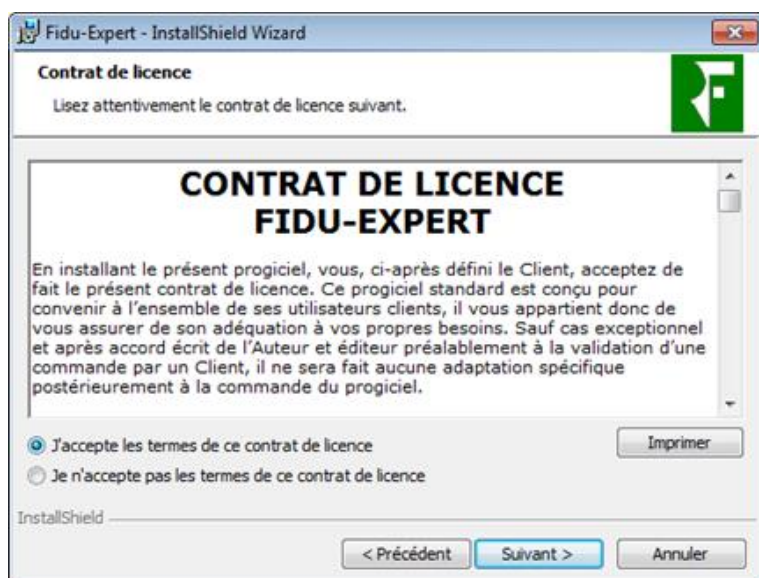 Fidu-Expert - InstallShield Wizard
Contrat de licence
Lisez attentivement le contrat de licence suivant.
CONTRAT DE LICENCE
FIDU-EXPERT
En installant le présent progiciel, vous, ci-après défini le Client, acceptez de
fait le présent contrat de licence. Ce progiciel standard est conçu pour
convenir à l'ensemble de ses utilisateurs clients, il vous appartient donc de
vous assurer de son adéquation à vos propres besoins. Sauf cas exceptionnel
et après accord écrit de l'Auteur et éditeur préalablement à la validation d'une
commande par un Client, il ne sera fait aucune adaptation spécifique
postérieurement à la commande du progiciel.
J'accepte les termes de ce contrat de licence
Imprimer
Je n'accepte pas les termes de ce contrat de licence
InstallShield
< Précédent Suivant > Annuler